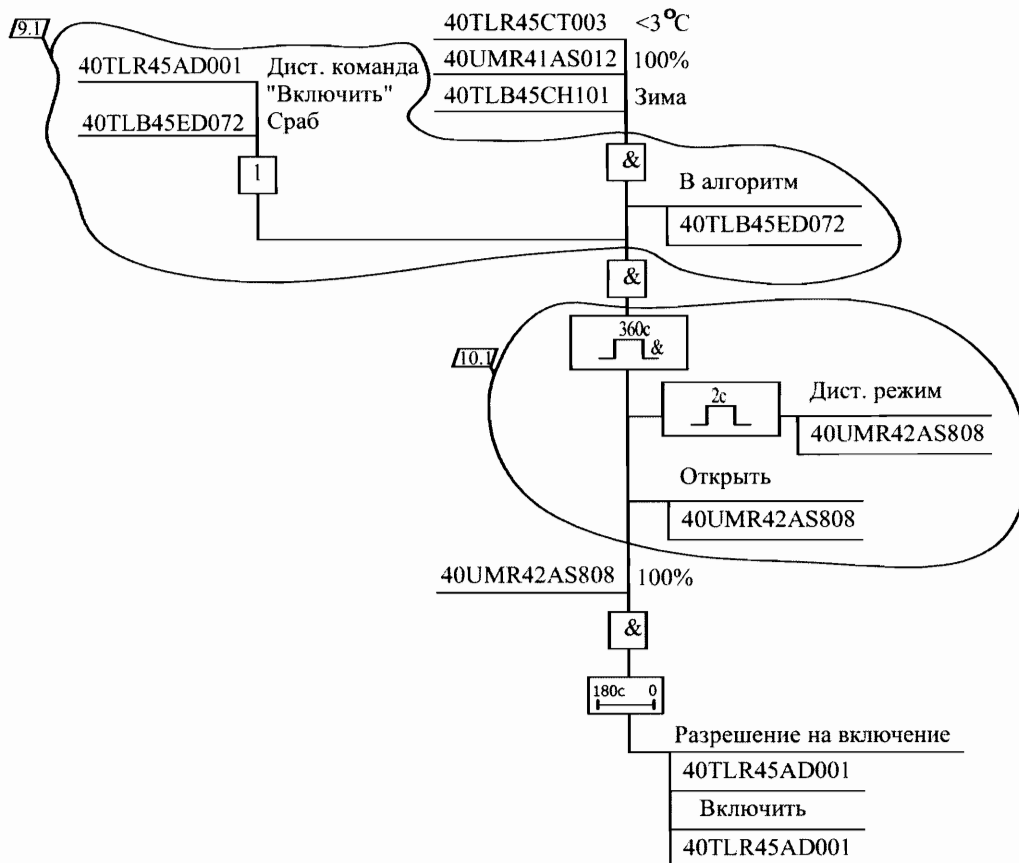 9.1
40TLR45CT003 <3°C
40UMR41AS012 100%
40TLB45CH101 Зима
40TLR45AD001 Дист. команда
"Включить"
40TLB45ED072 Сраб
1
&
В алгоритм
40TLB45ED072
&
10.1
360с
&
2с
Дист. режим
40UMR42AS808
Открыть
40UMR42AS808
40UMR42AS808 100%
&
180с 0
Разрешение на включение
40TLR45AD001
Включить
40TLR45AD001